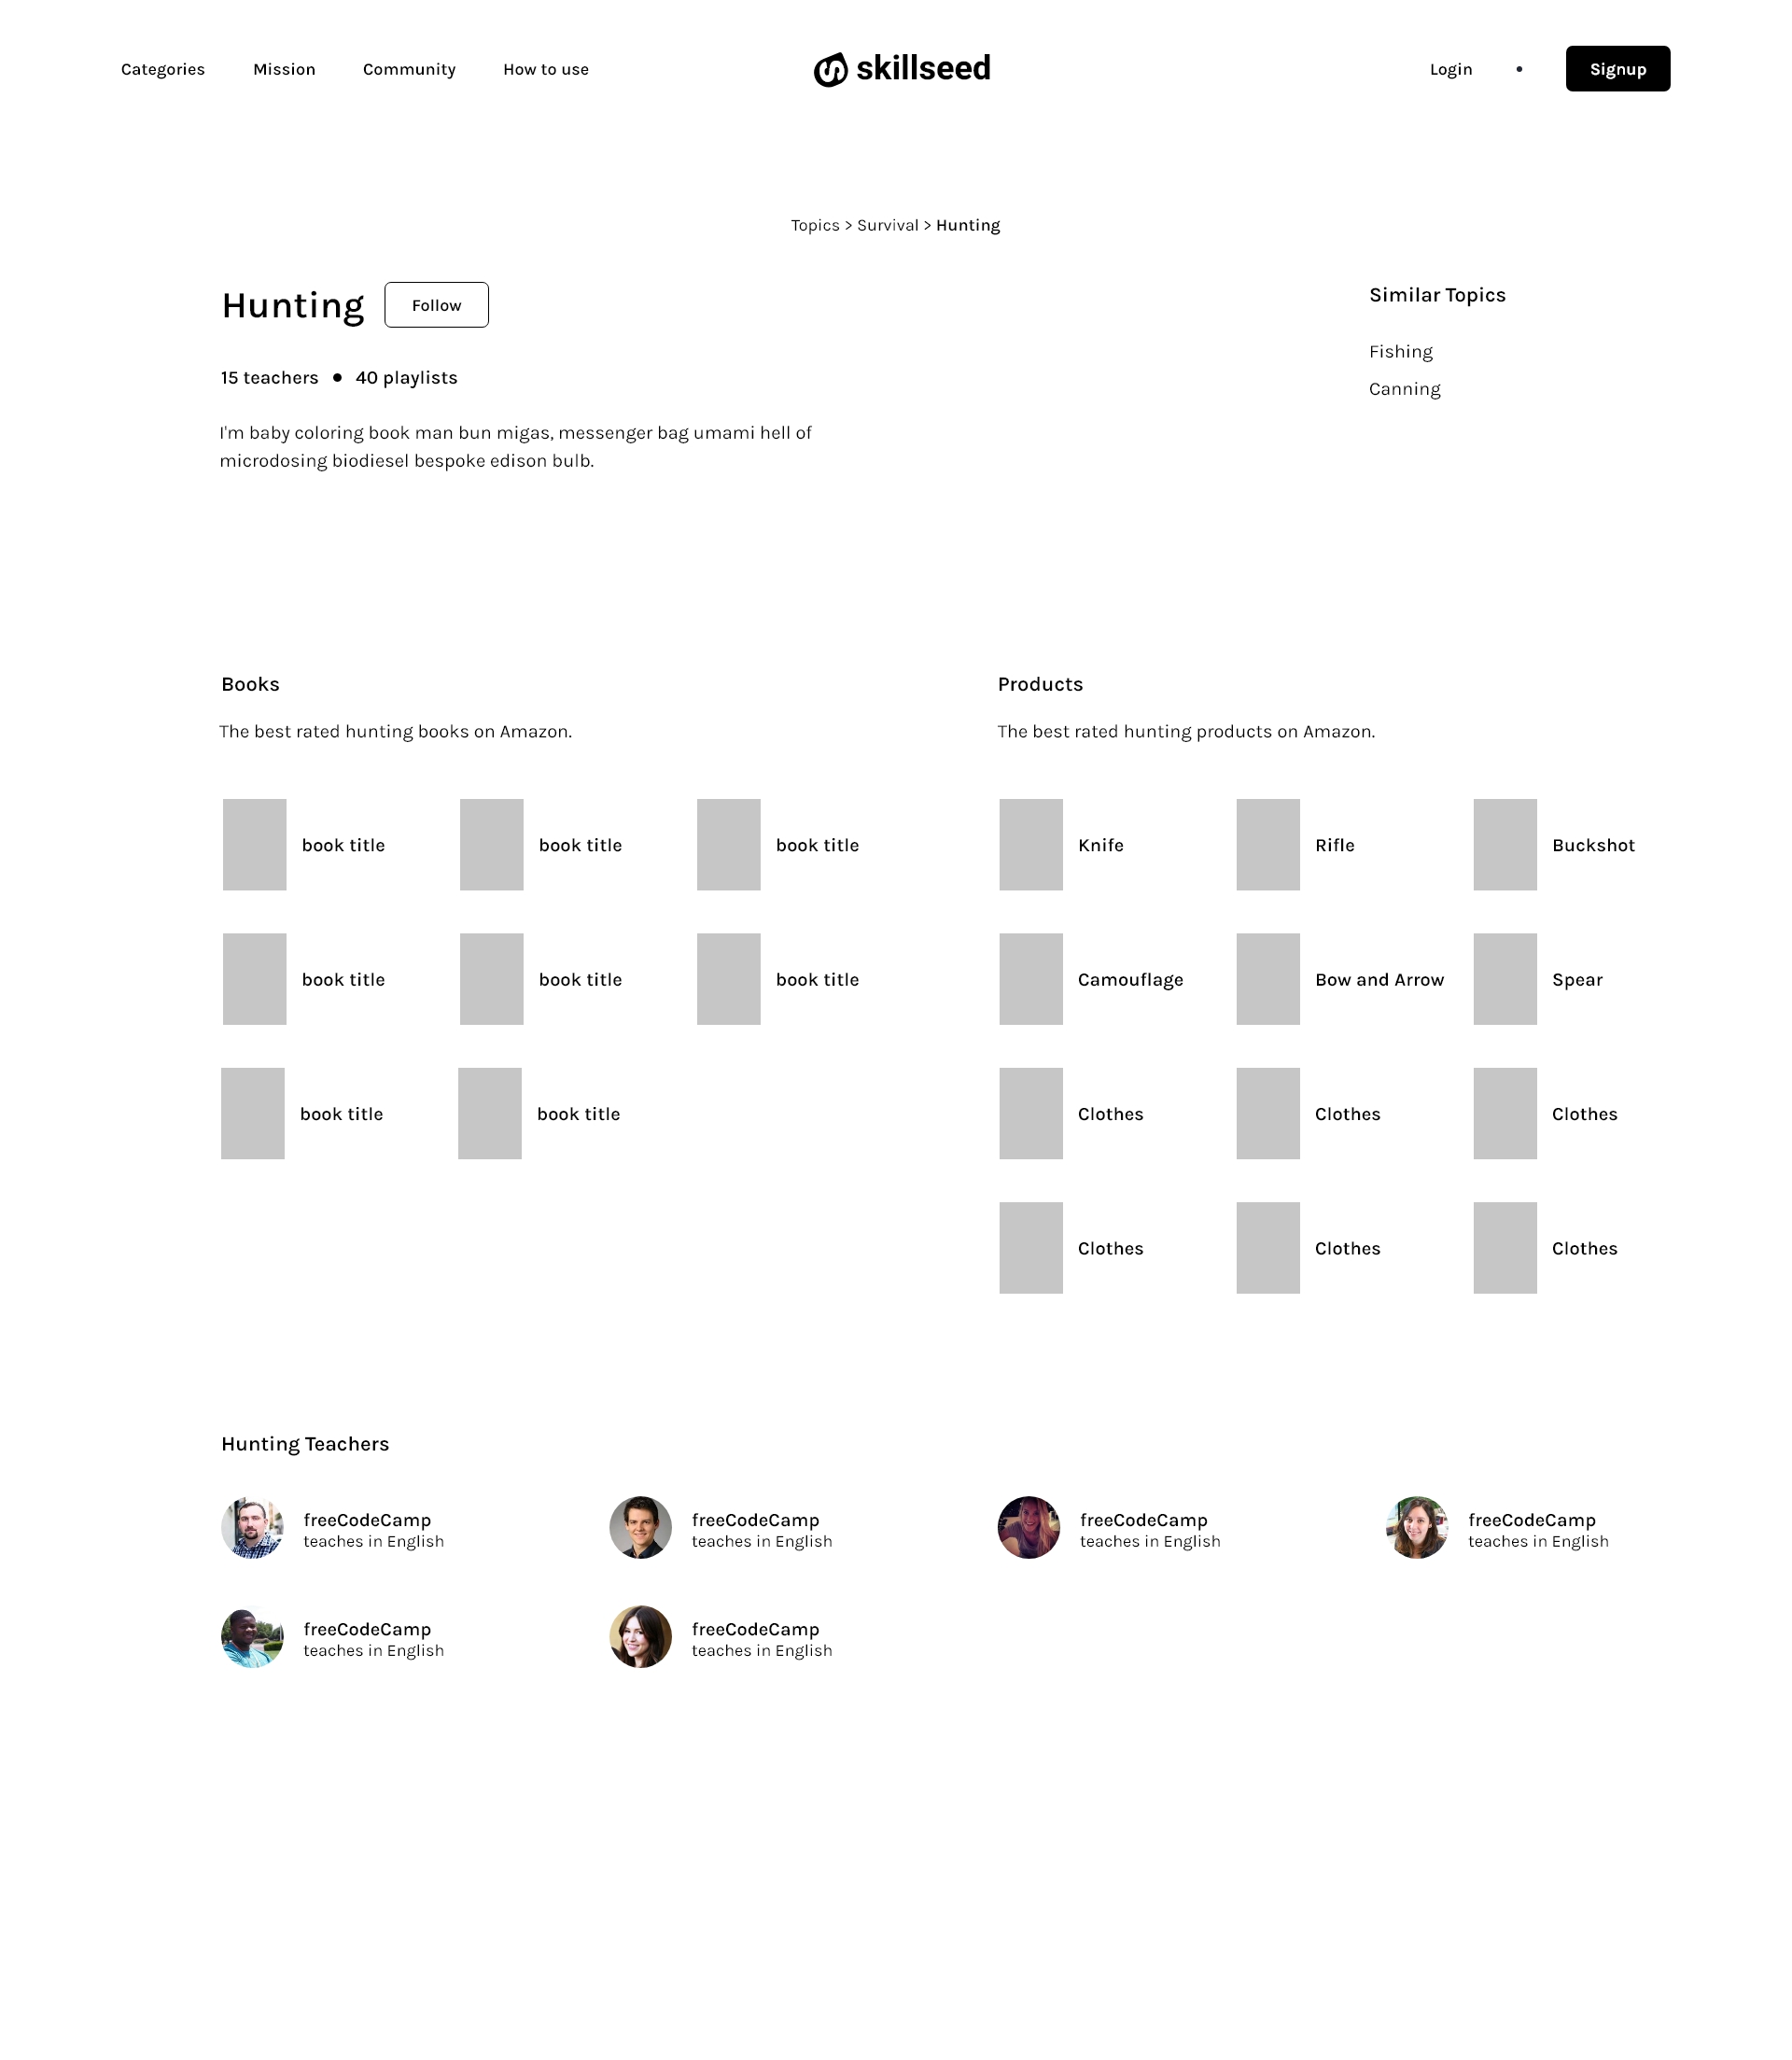 Categories Mission Community How to use skillseed Login • Signup
Topics > Survival > Hunting
Hunting Follow
15 teachers ● 40 playlists
I'm baby coloring book man bun migas, messenger bag umami hell of
microdosing biodiesel bespoke edison bulb.
Similar Topics
Fishing
Canning
Books
The best rated hunting books on Amazon.
book title book title book title
book title book title book title
book title book title
Products
The best rated hunting products on Amazon.
Knife Rifle Buckshot
Camouflage Bow and Arrow Spear
Clothes Clothes Clothes
Clothes Clothes Clothes
Hunting Teachers
freeCodeCamp freeCodeCamp freeCodeCamp freeCodeCamp
teaches in English teaches in English teaches in English teaches in English
freeCodeCamp freeCodeCamp
teaches in English teaches in English